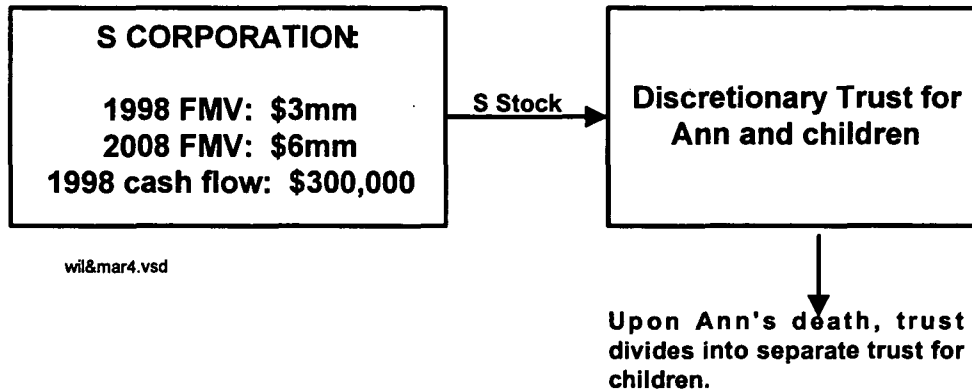 S CORPORATION:
1998 FMV: $3mm
2008 FMV: $6mm
1998 cash flow: $300,000
S Stock
Discretionary Trust for
Ann and children
wil&mar4.vsd
Upon Ann's death, trust
divides into separate trust for
children.